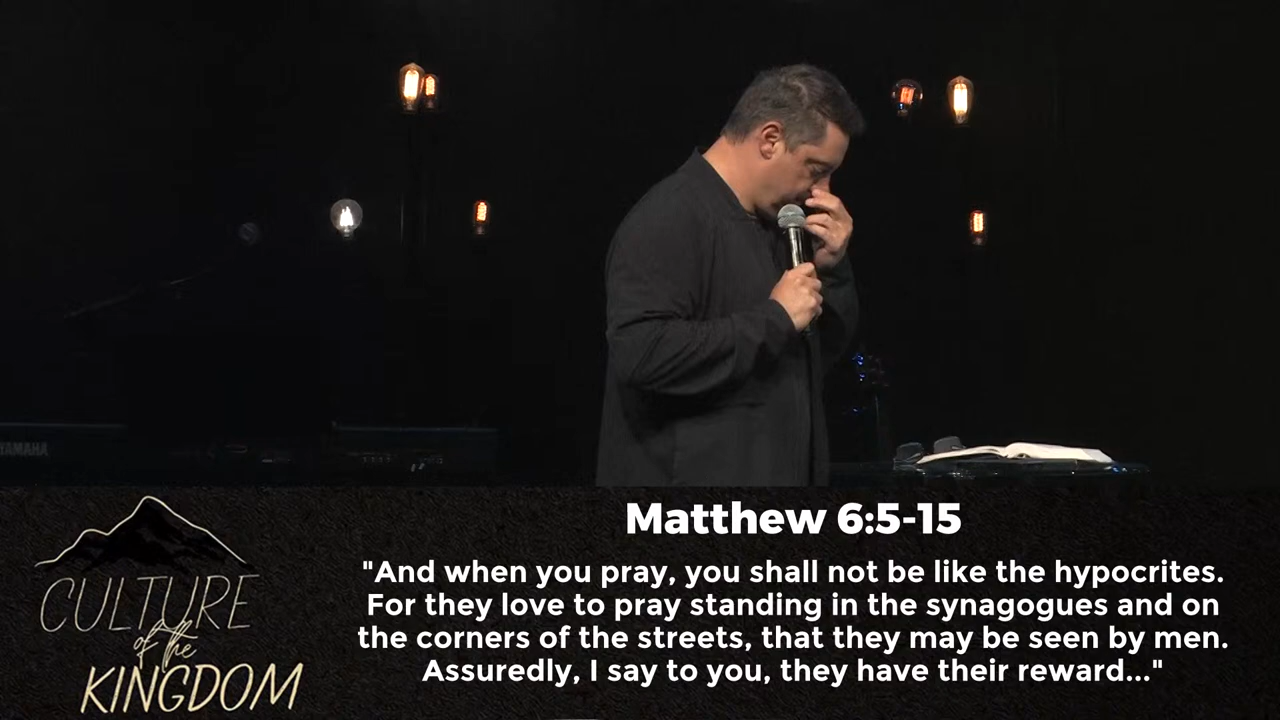 YAMAHA
Matthew 6:5-15
"And when you pray, you shall not be like the hypocrites.
For they love to pray standing in the synagogues and on
the corners of the streets, that they may be seen by men.
Assuredly, I say to you, they have their reward..."
CULTURE
of the
KINGDOM